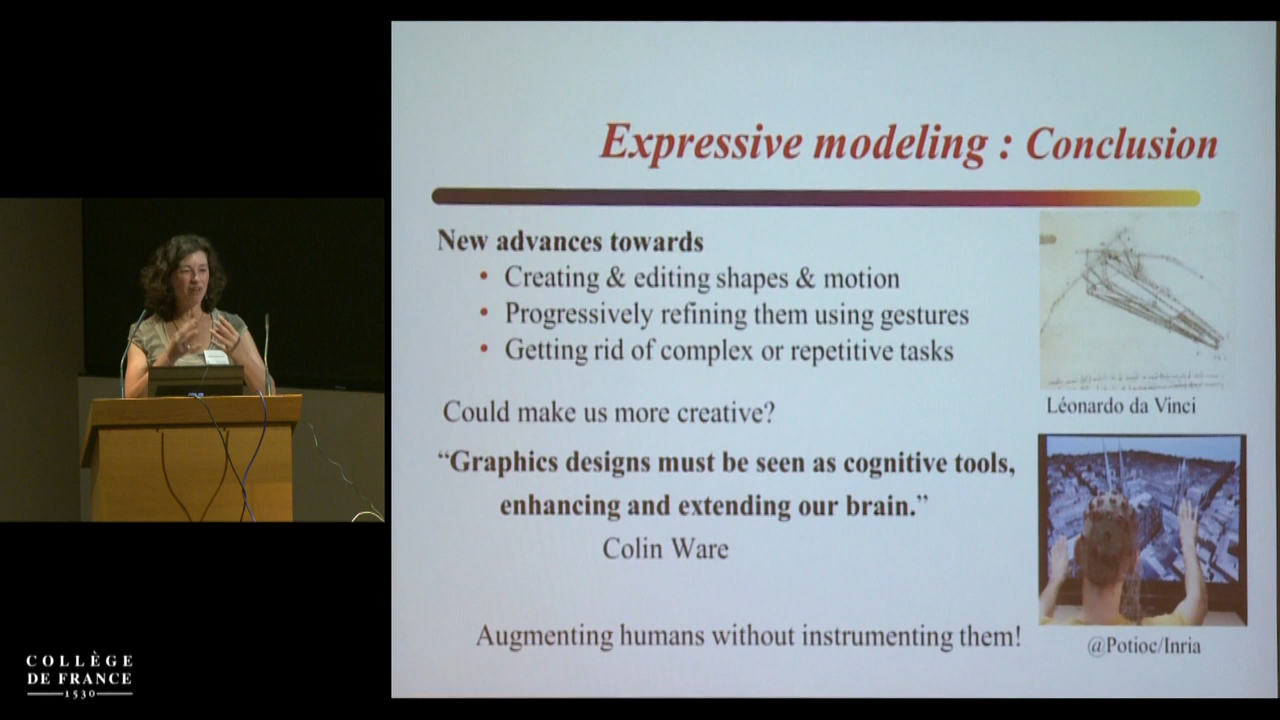 Expressive modeling : Conclusion
New advances towards
• Creating & editing shapes & motion
• Progressively refining them using gestures
• Getting rid of complex or repetitive tasks
Léonardo da Vinci
Could make us more creative?
“Graphics designs must be seen as cognitive tools,
enhancing and extending our brain.”
Colin Ware
Augmenting humans without instrumenting them!
@Potioc/Inria
COLLÈGE
DE FRANCE
1530